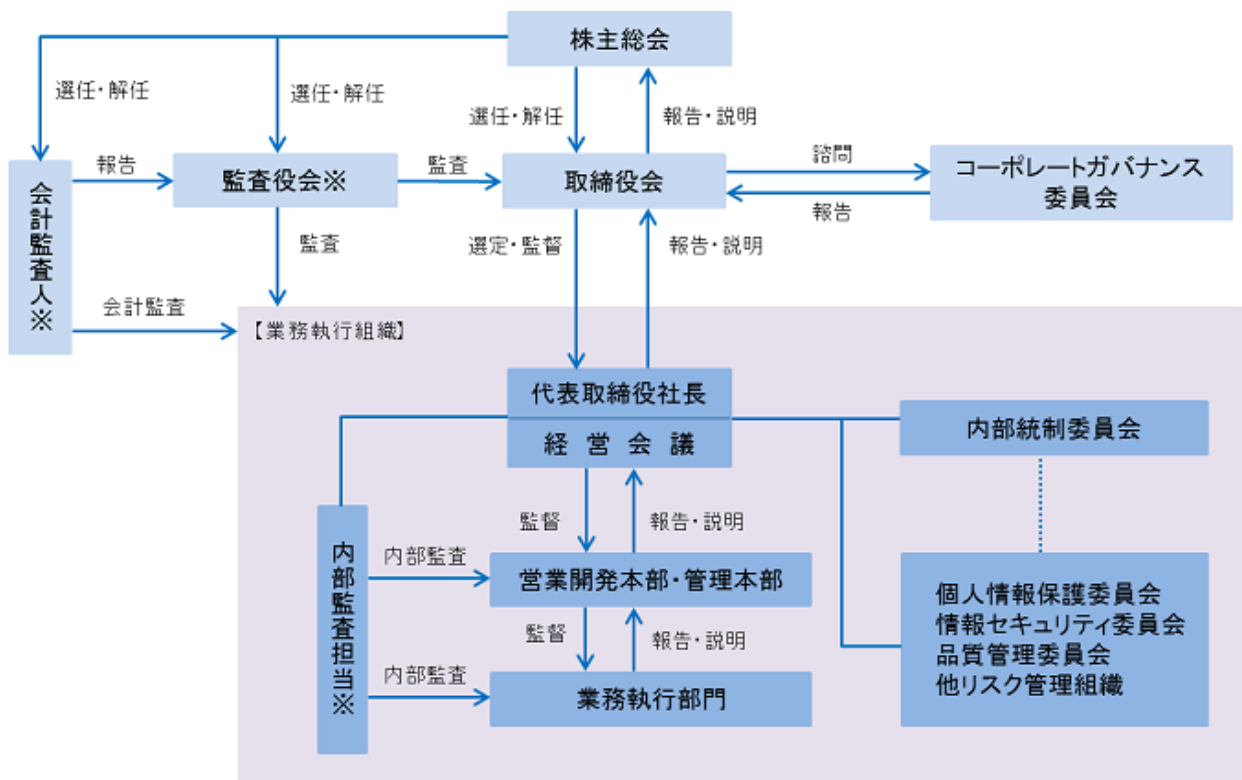 株主総会
選任・解任
選任・解任
選任・解任
報告・説明
会計監査人※
報告
監査役会※
監査
取締役会
諮問
報告
コーポレートガバナンス
委員会
監査
選定・監督
報告・説明
会計監査
【業務執行組織】
代表取締役社長
経営会議
内部統制委員会
監督
報告・説明
内部監査担当※
内部監査
営業開発本部・管理本部
監督
報告・説明
内部監査
業務執行部門
個人情報保護委員会
情報セキュリティ委員会
品質管理委員会
他リスク管理組織